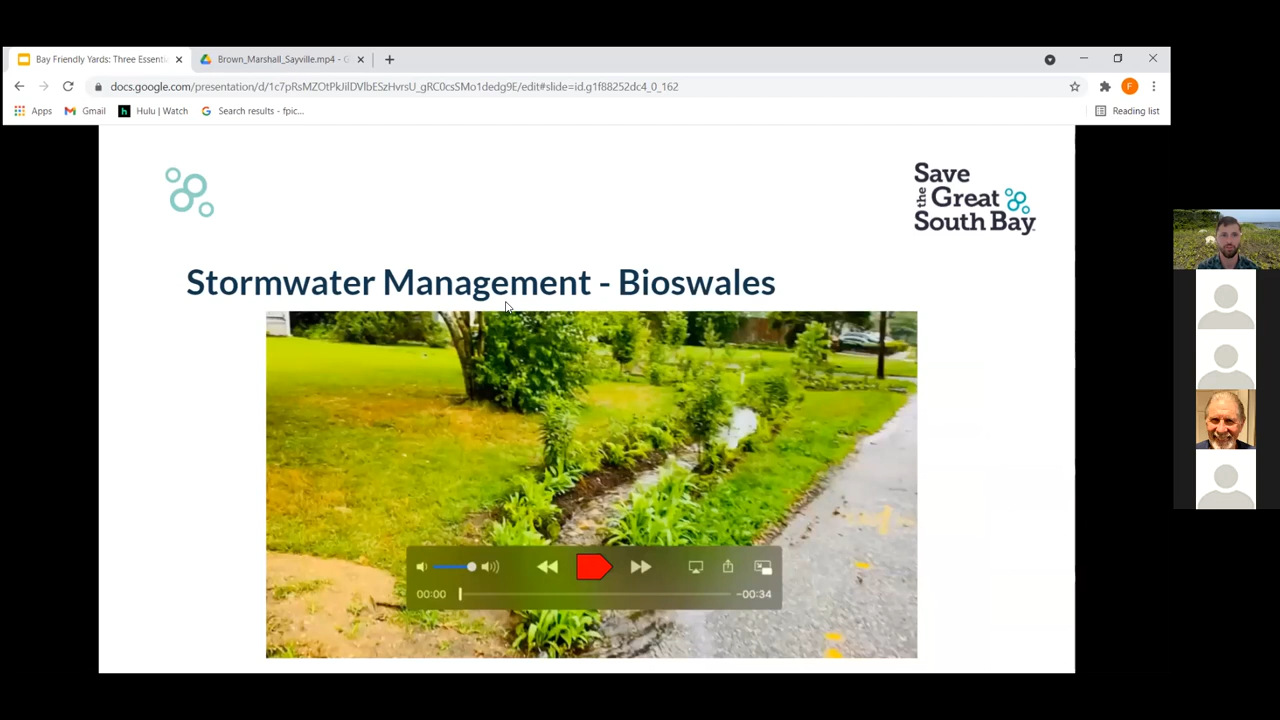 Bay Friendly Yards: Three Essenti
Brown_Marshall_Sayville.mp4 - G
docs.google.com/presentation/d/1c7pRsMZOtPkJilDVlbESzHvrsU_gRC0csSMo1dedg9E/edit#slide=id.g1f88252dc4_0_162
F
Apps
Gmail
h
Hulu | Watch
G
Search results - fpic...
Reading list
Save
the Great
South Bay
Stormwater Management - Bioswales
00:00
-00:34